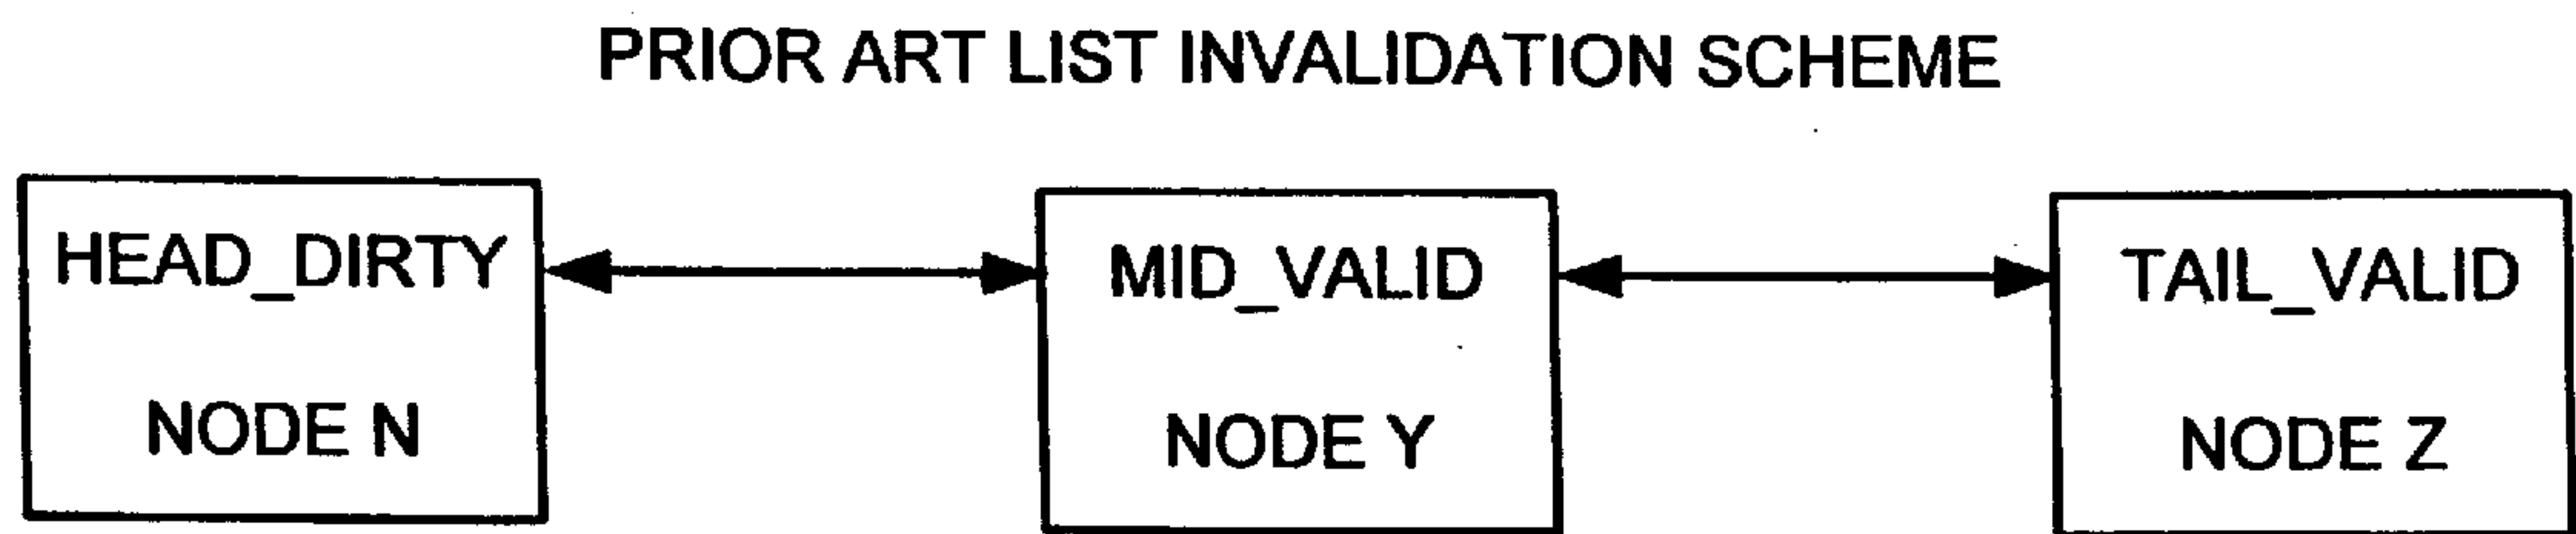 PRIOR ART LIST INVALIDATION SCHEME
HEAD_DIRTY
NODE N
MID_VALID
NODE Y
TAIL_VALID
NODE Z